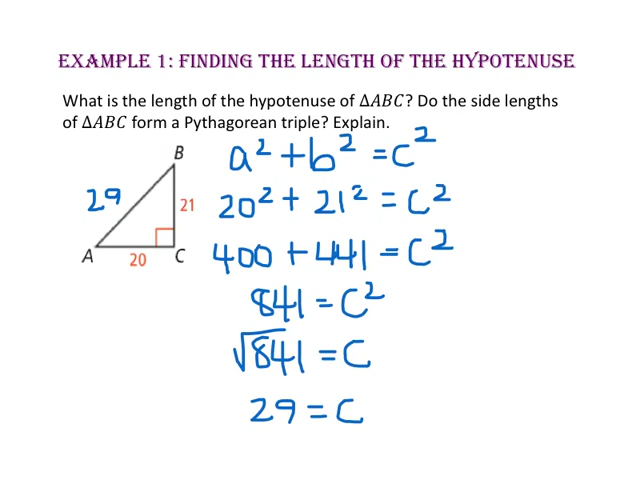 EXAMPLE 1: FINDING THE LENGTH OF THE HYPOTENUSE
What is the length of the hypotenuse of ΔABC? Do the side lengths
of ΔABC form a Pythagorean triple? Explain.
B
29
21
A
20
C
a² + b² = c²
20² + 21² = c²
400 + 441 = c²
841 = c²
√841 = c
29 = c